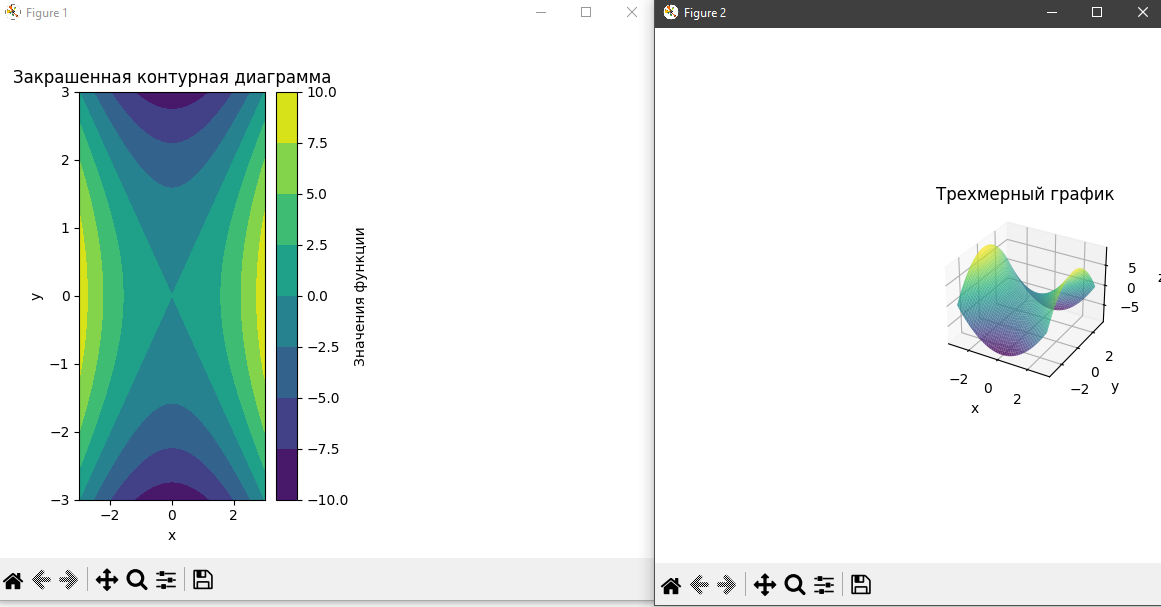 Figure 1
Закрашенная контурная диаграмма
3
2
1
0
−1
−2
−3
y
−2 0 2
x
10.0
7.5
5.0
2.5
0.0
−2.5
−5.0
−7.5
−10.0
Значения функции
Figure 2
Трехмерный график
5
0
−5
z
2
0
−2
y
−2
0
2
x